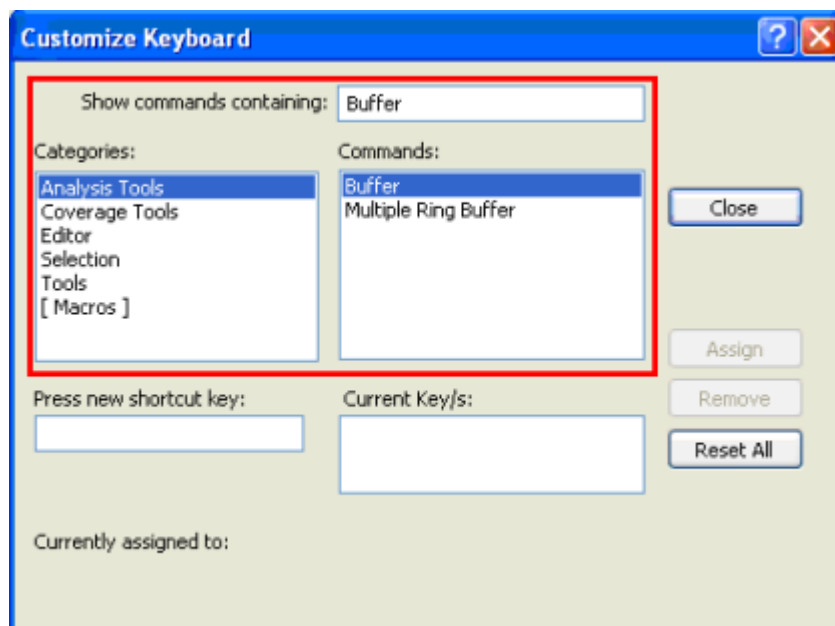 Customize Keyboard
Show commands containing: Buffer
Categories:
Commands:
Analysis Tools
Coverage Tools
Editor
Selection
Tools
[ Macros ]
Buffer
Multiple Ring Buffer
Close
Assign
Remove
Reset All
Press new shortcut key:
Current Key/s:
Currently assigned to: